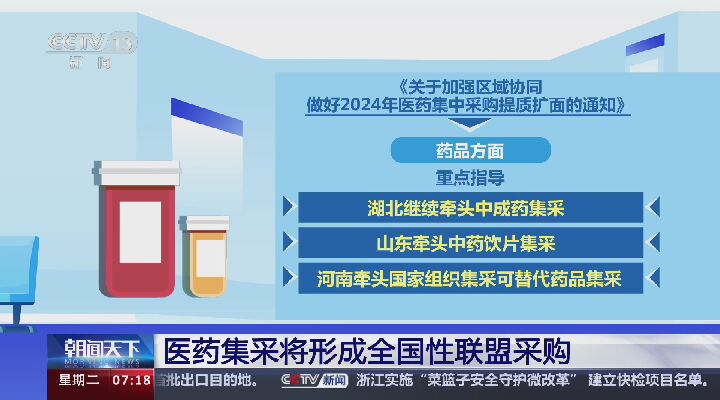 CCTV 13
新闻
《关于加强区域协同
做好2024年医药集中采购提质扩面的通知》
药品方面
重点指导
湖北继续牵头中成药集采
山东牵头中药饮片集采
河南牵头国家组织集采可替代药品集采
朝闻天下
MORNING NEWS
医药集采将形成全国性联盟采购
星期二 07:18 首批出口目的地。 CCTV 新闻 浙江实施“菜篮子安全守护微改革” 建立快检项目名单。